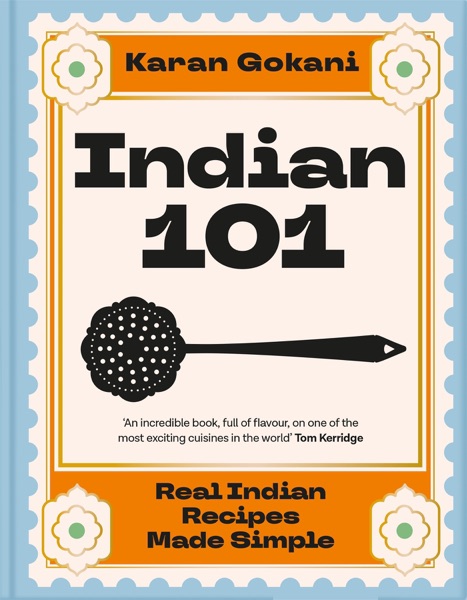 Karan Gokani
Indian
101
'An incredible book, full of flavour, on one of the
most exciting cuisines in the world' Tom Kerridge
Real Indian
Recipes
Made Simple